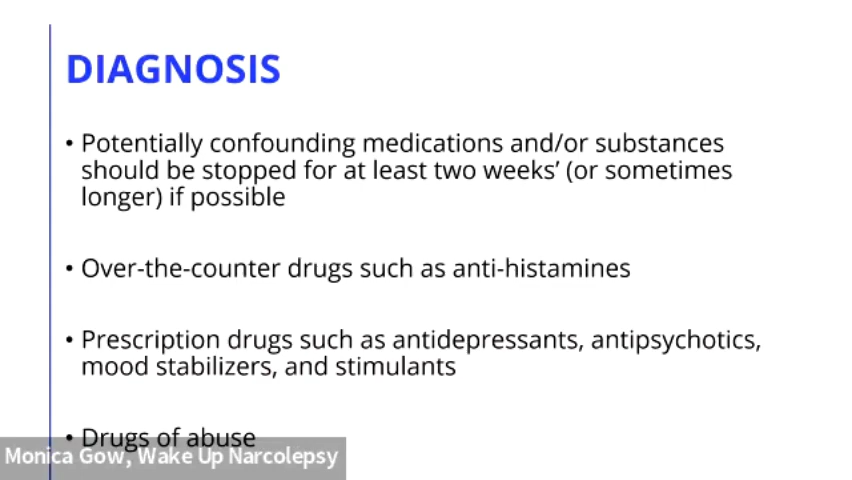 DIAGNOSIS
• Potentially confounding medications and/or substances
should be stopped for at least two weeks’ (or sometimes
longer) if possible
• Over-the-counter drugs such as anti-histamines
• Prescription drugs such as antidepressants, antipsychotics,
mood stabilizers, and stimulants
• Drugs of abuse
Monica Gow, Wake Up Narcolepsy